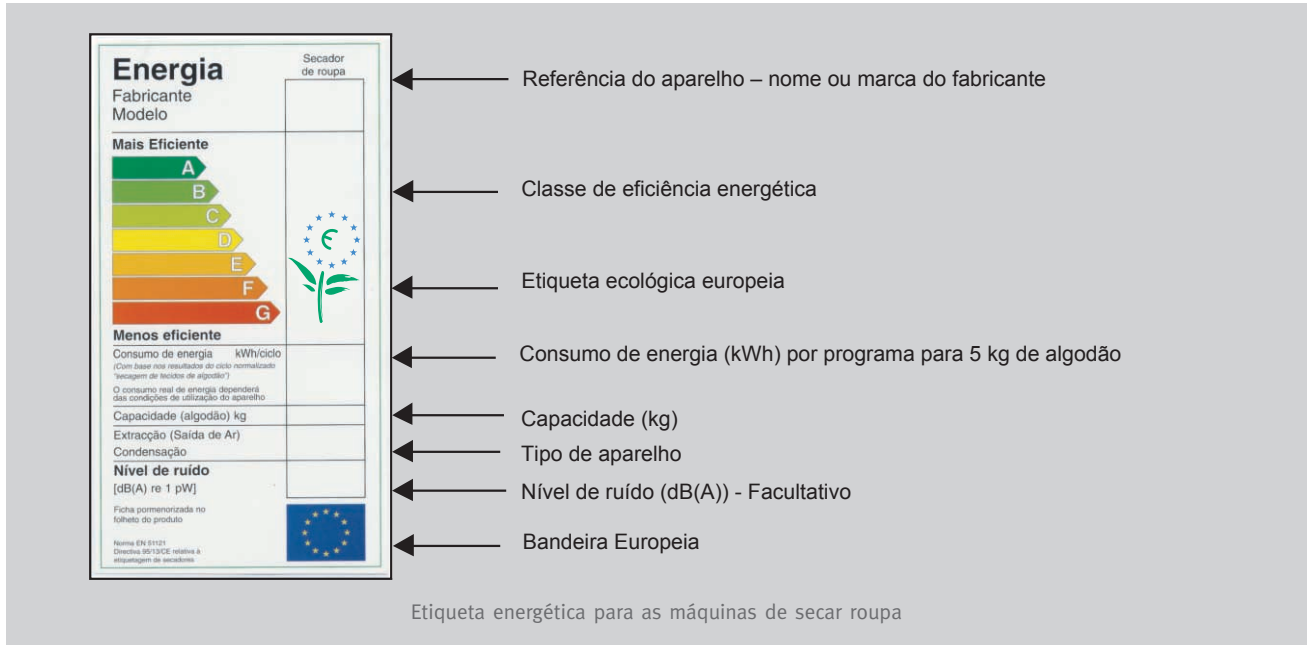 Energia
Fabricante
Modelo
Secador
de roupa
Mais Eficiente
A
B
C
D
E
F
G
Menos eficiente
Consumo de energia kWh/ciclo
(Com base nos resultados do ciclo normalizado
"secagem de tecidos de algodão")
O consumo real de energia dependerá
das condições de utilização do aparelho
Capacidade (algodão) kg
Extracção (Saída de Ar)
Condensação
Nível de ruído
[dB(A) re 1 pW]
Ficha pormenorizada no
folheto do produto
Norma EN 61121
Directiva 95/13/CE relativa à
etiquetagem de secadores
Referência do aparelho – nome ou marca do fabricante
Classe de eficiência energética
Etiqueta ecológica europeia
Consumo de energia (kWh) por programa para 5 kg de algodão
Capacidade (kg)
Tipo de aparelho
Nível de ruído (dB(A)) - Facultativo
Bandeira Europeia
Etiqueta energética para as máquinas de secar roupa